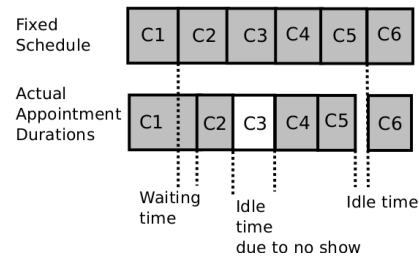 Fixed
Schedule
C1 C2 C3 C4 C5 C6
Actual
Appointment
Durations
C1 C2 C3 C4 C5 C6
Waiting
time
Idle
time
due to no show
Idle time